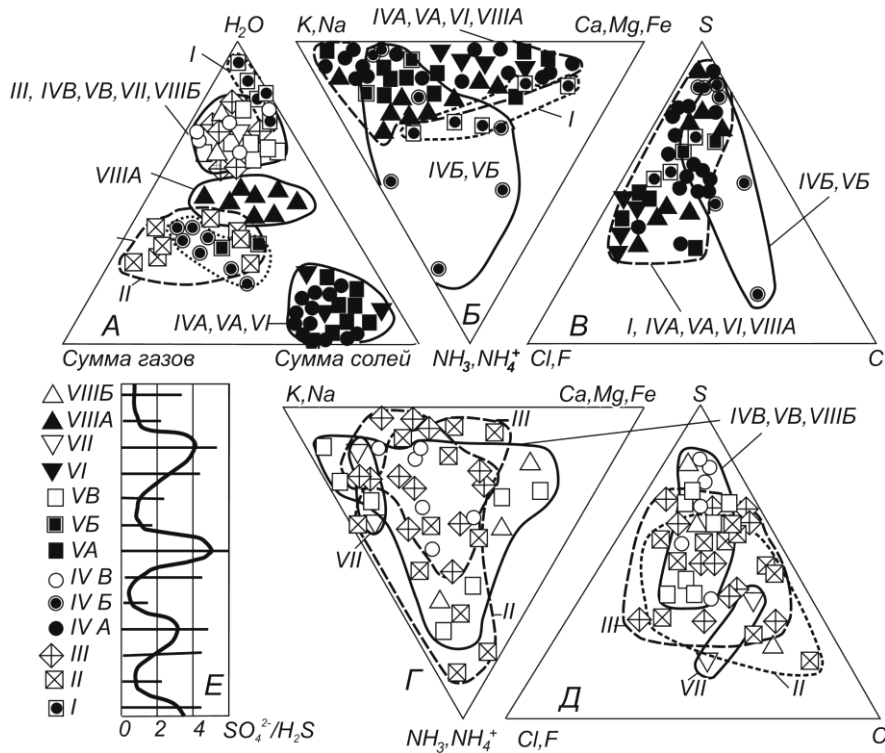 H₂O K,Na IVA,VA,VI,VIIIA Ca,Mg,Fe S
I
III, IVB,VB,VII,VIIIБ
I
VIIIA
IVБ,VБ
IVБ,VБ
II
А IVA,VA,VI Б В I, IVA,VA,VI,VIIIA
Сумма газов Сумма солей NH₃,NH₄⁺ Cl,F C
K,Na Ca,Mg,Fe S
III
IVB,VB,VIIIБ
VII
II
III
VII
II
Г Д
NH₃,NH₄⁺ Cl,F C
VIIIБ
VIIIA
VII
VI
VB
VБ
VA
IV B
IV Б
IV A
III
II
I
E
0 2 4 SO₄²⁻/H₂S